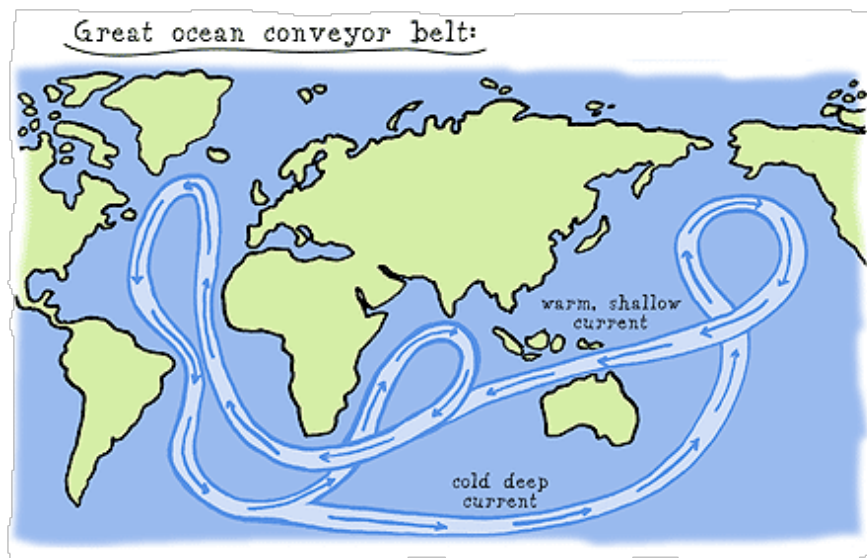 Great ocean conveyor belt:
warm, shallow
current
cold deep
current